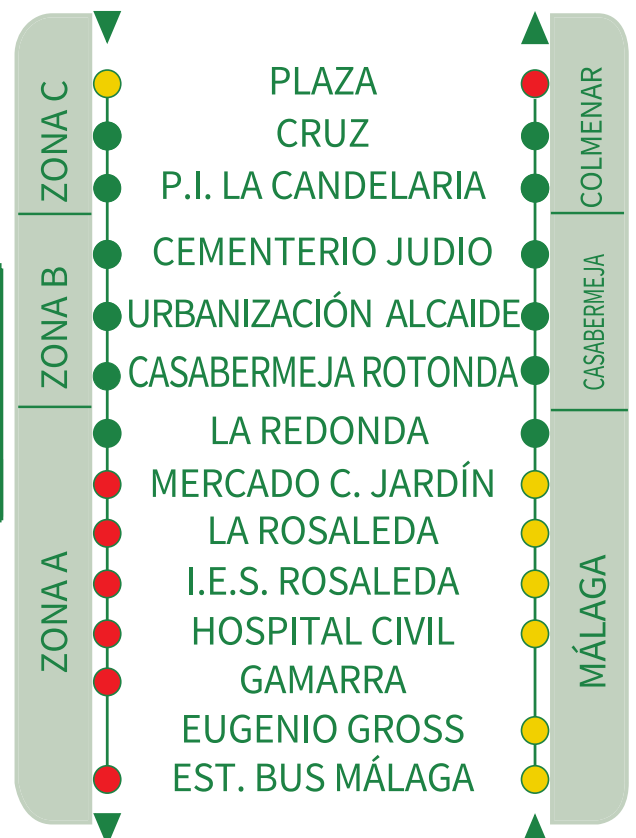 ZONA C
ZONA B
ZONA A
PLAZA
CRUZ
P.I. LA CANDELARIA
CEMENTERIO JUDIO
URBANIZACIÓN ALCAIDE
CASABERMEJA ROTONDA
LA REDONDA
MERCADO C. JARDÍN
LA ROSALEDA
I.E.S. ROSALEDA
HOSPITAL CIVIL
GAMARRA
EUGENIO GROSS
EST. BUS MÁLAGA
COLMENAR
CASABERMEJA
MÁLAGA